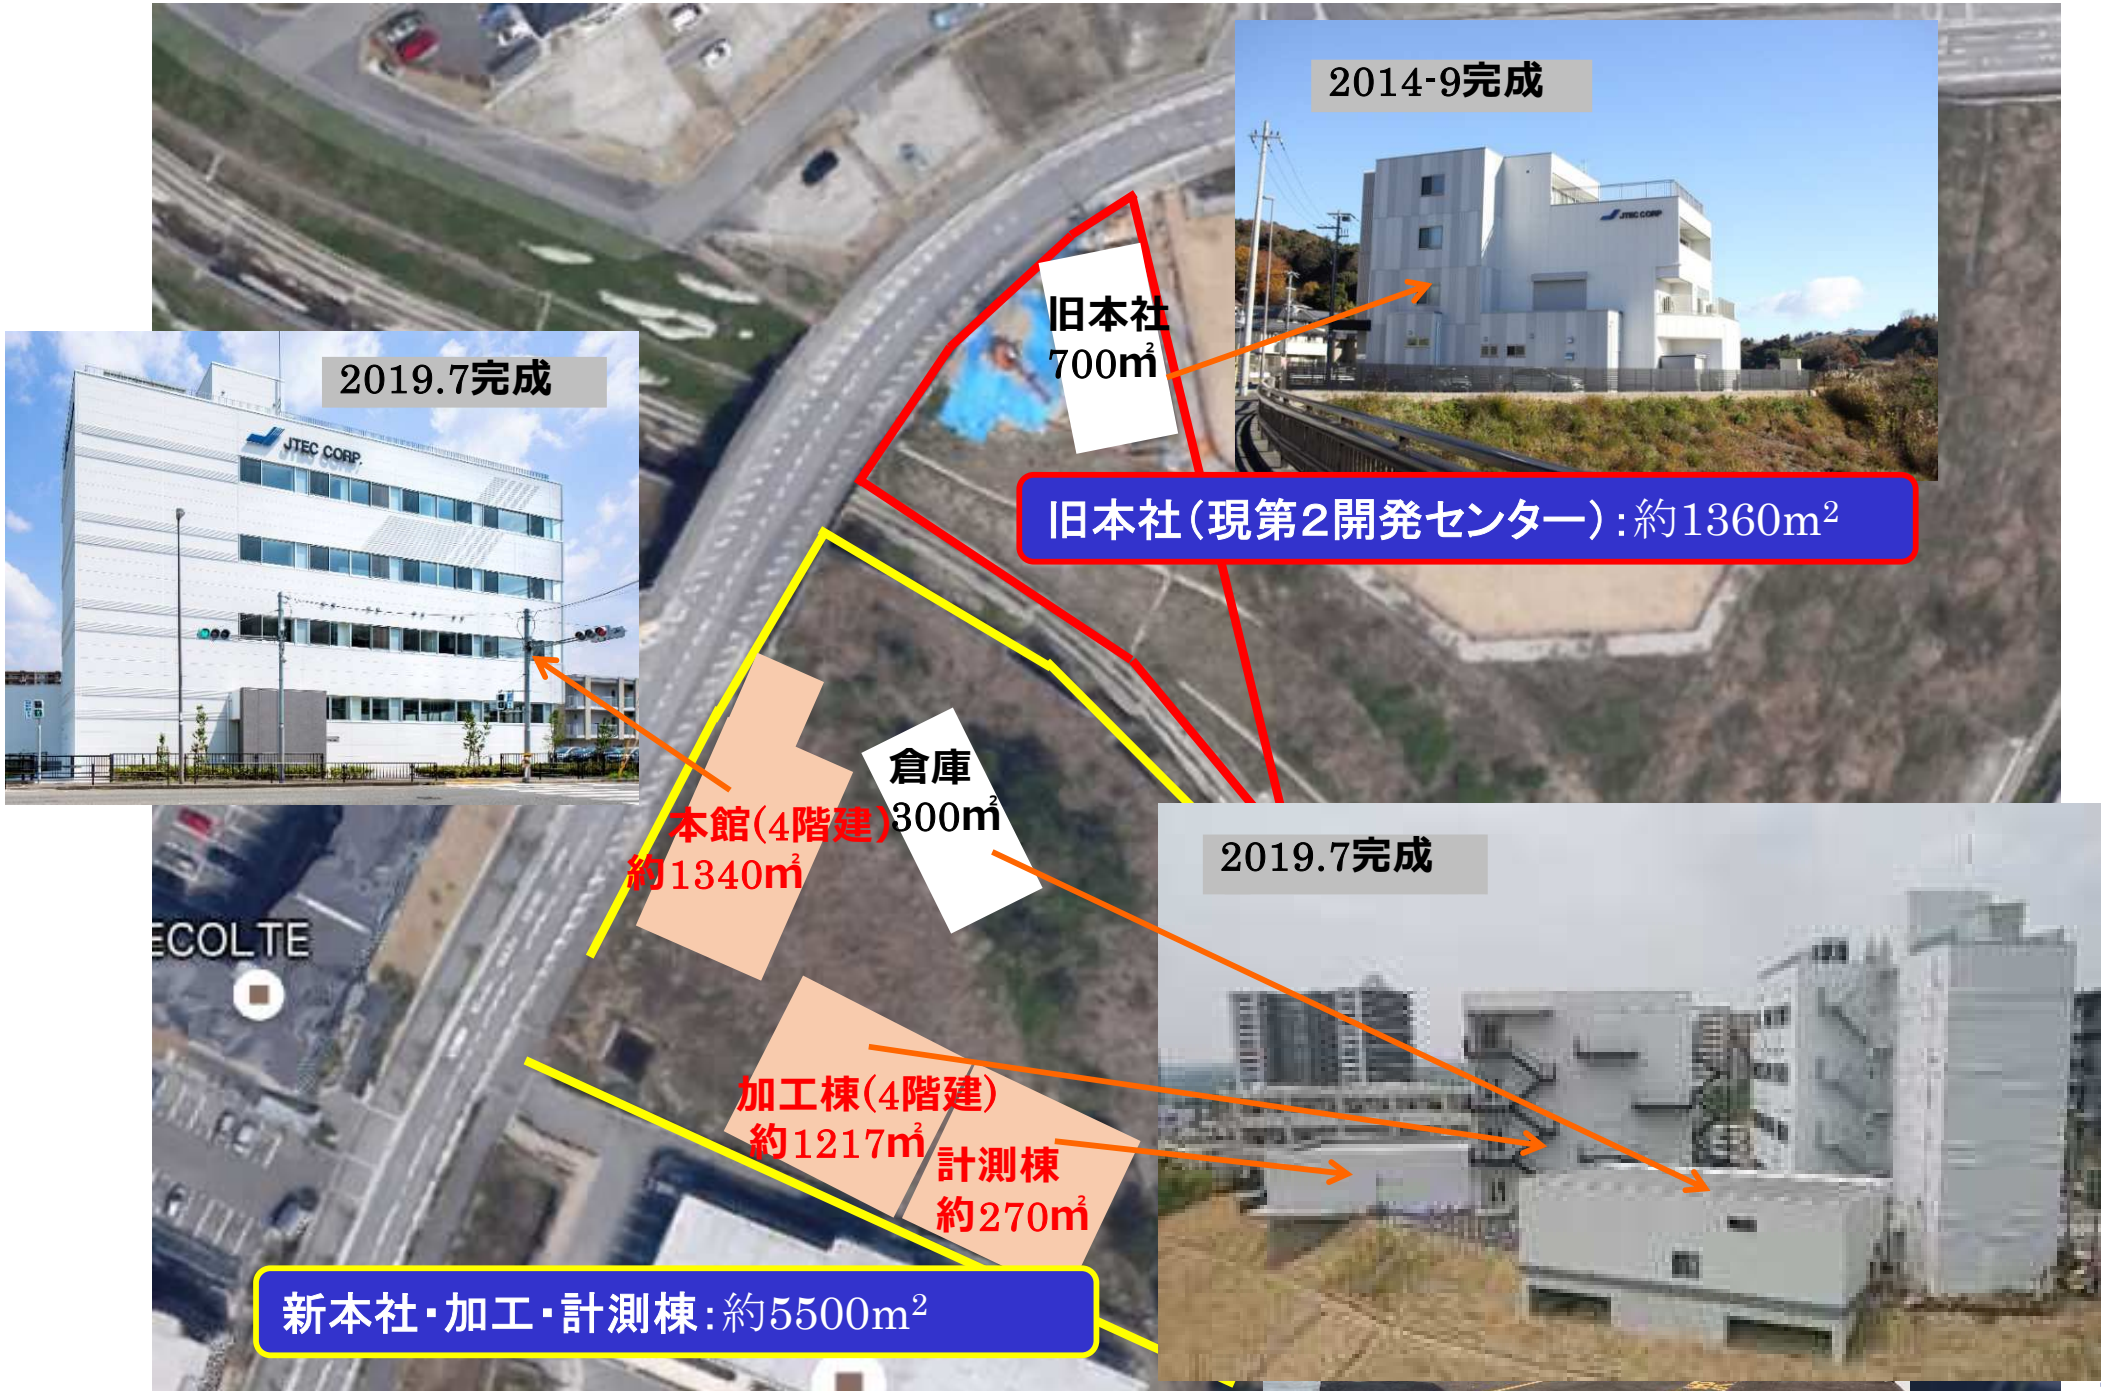 2014-9完成
JTEC CORP
旧本社
700㎡
2019.7完成
JTEC CORP.
旧本社（現第２開発センター）：約1360m²
倉庫
300㎡
本館(4階建)
約1340㎡
2019.7完成
ECOLTE
加工棟(4階建)
約1217㎡
計測棟
約270㎡
新本社・加工・計測棟：約5500m²